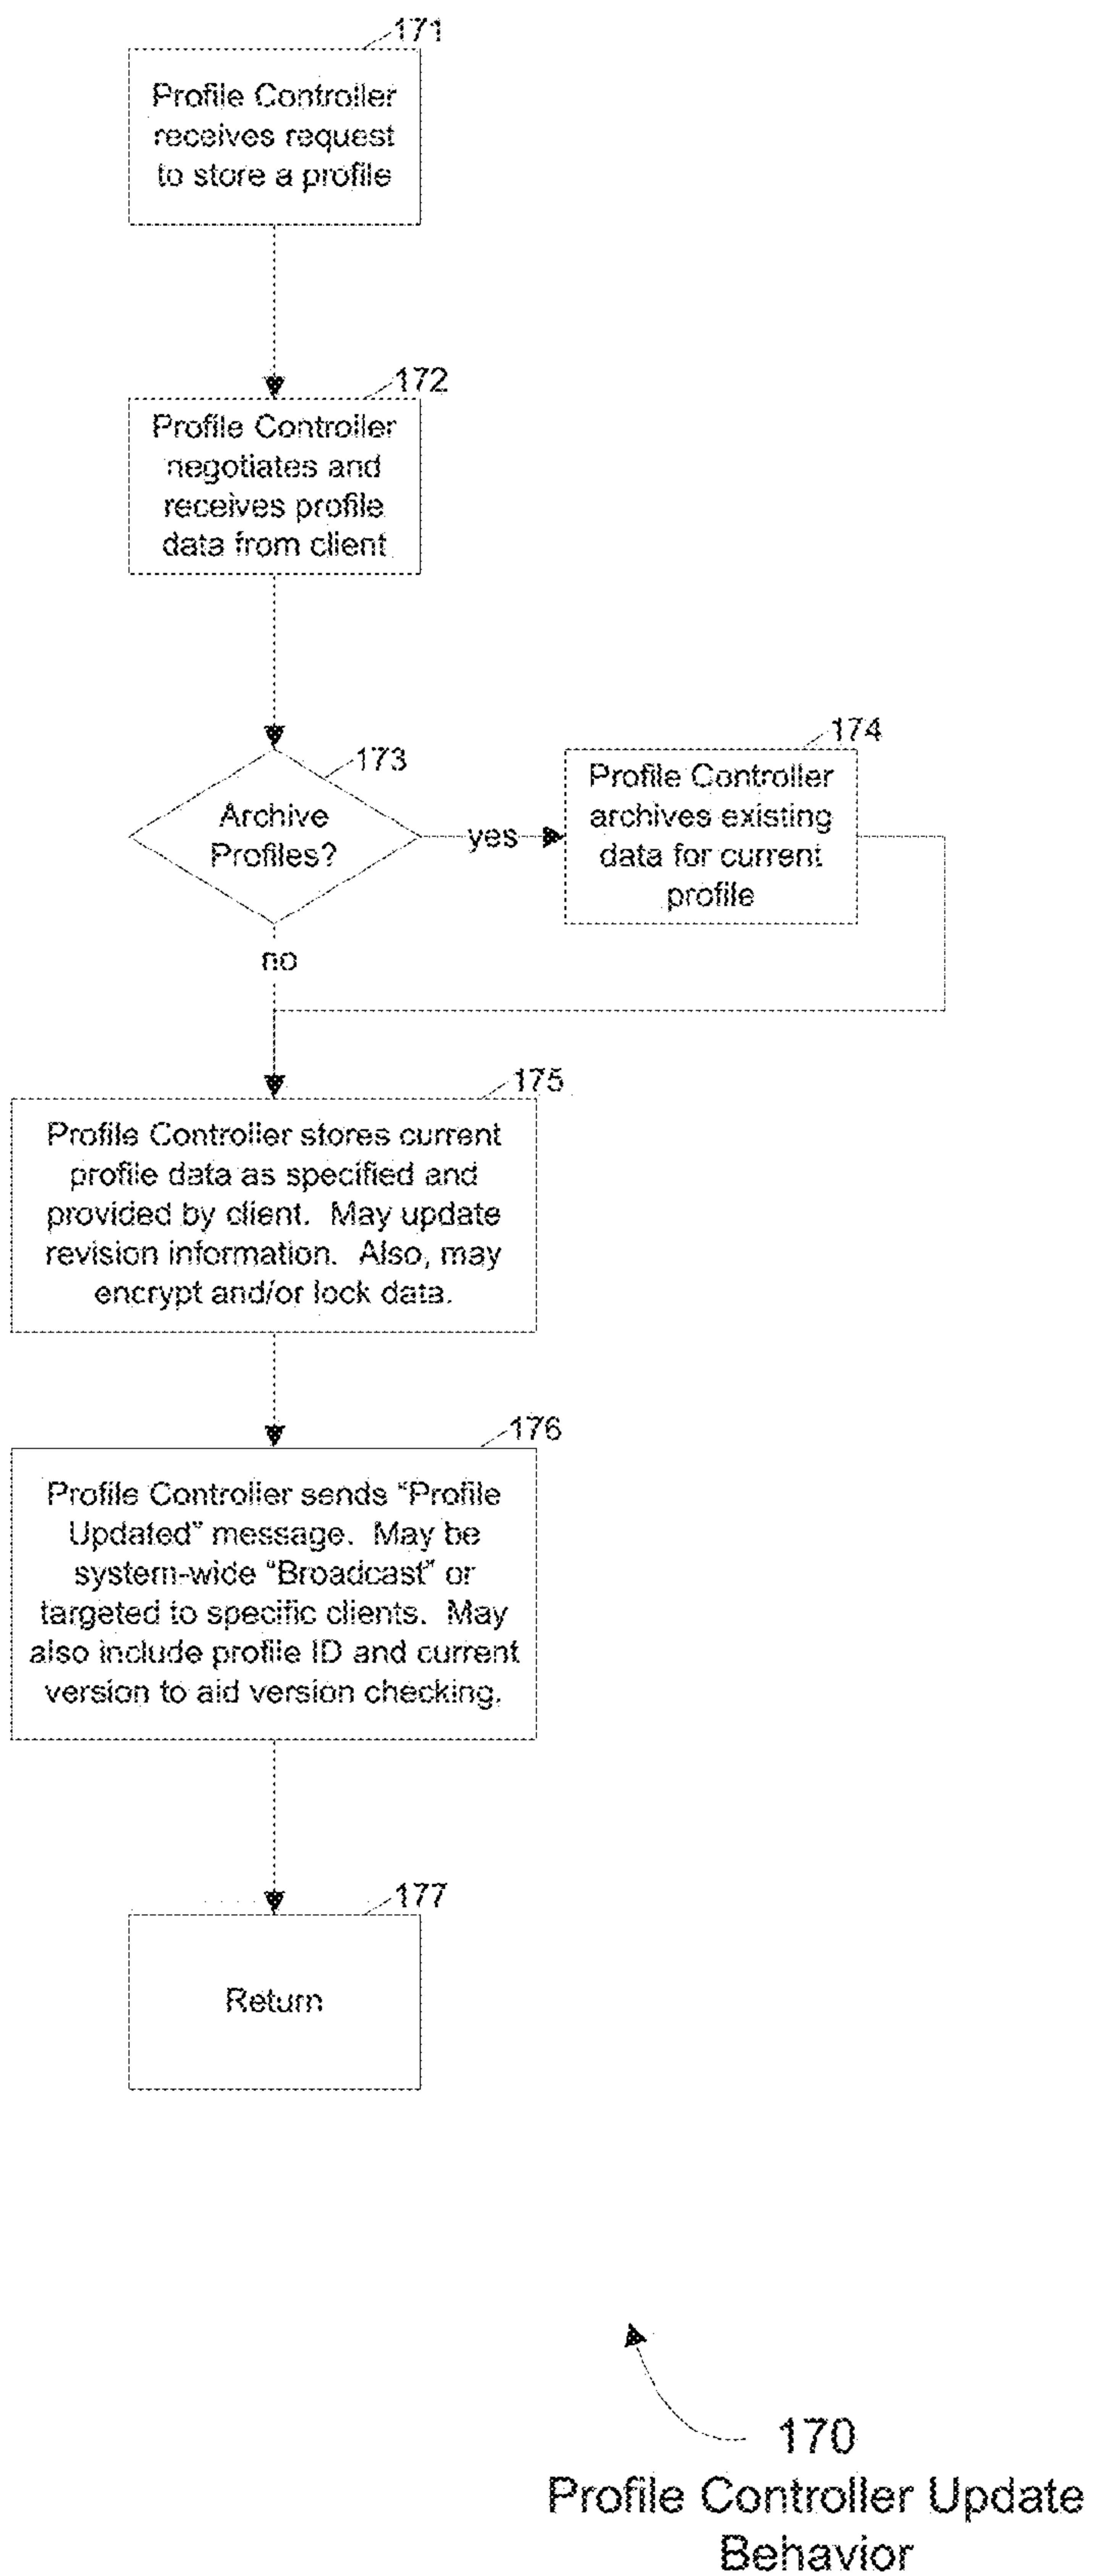 171
Profile Controller
receives request
to store a profile
172
Profile Controller
negotiates and
receives profile
data from client
173
Archive
Profiles?
yes
174
Profile Controller
archives existing
data for current
profile
no
175
Profile Controller stores current
profile data as specified and
provided by client.  May update
revision information.  Also, may
encrypt and/or lock data.
176
Profile Controller sends “Profile
Updated” message.  May be
system-wide “Broadcast” or
targeted to specific clients.  May
also include profile ID and current
version to aid version checking.
177
Return
170
Profile Controller Update
Behavior